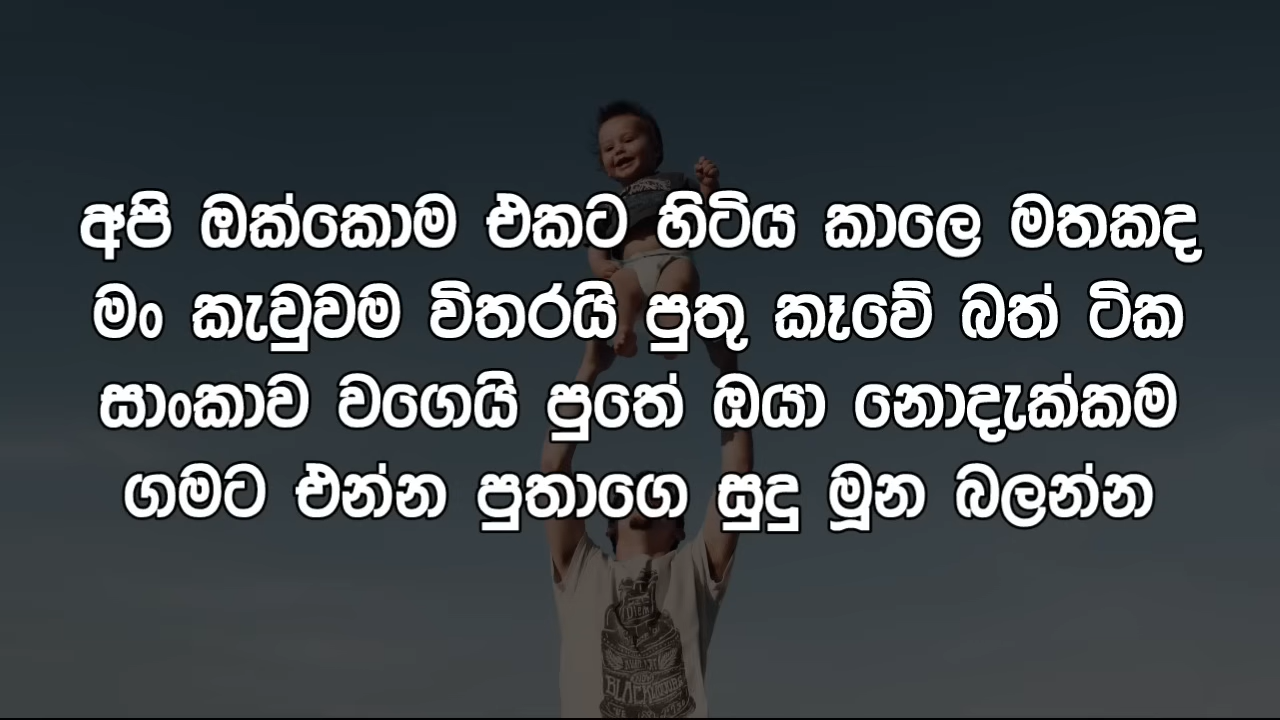 අපි ඔක්කොම එකට හිටිය කාලෙ මතකද
මං කැවුවම විතරයි පුතු කෑවේ බත් ටික
සාංකාව වගෙයි පුතේ ඔයා නොදැක්කම
ගමට එන්න පුතාගෙ සුදු මූන බලන්න